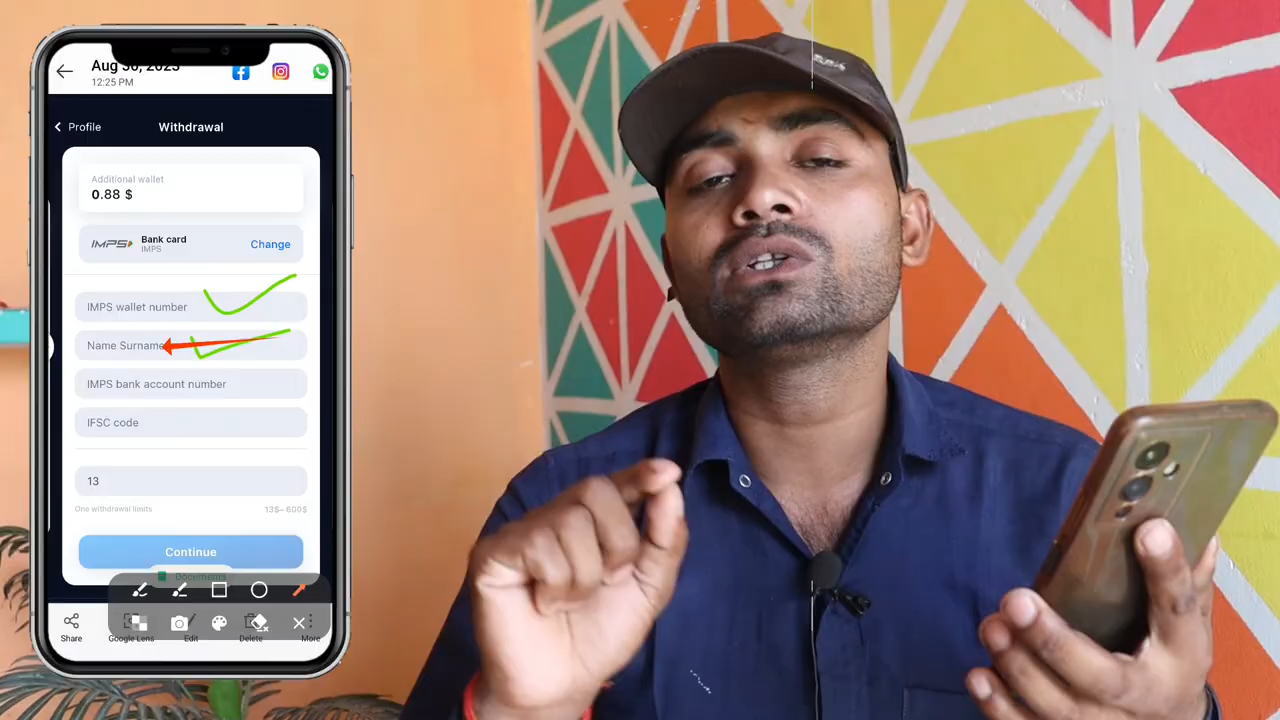 Aug 30, 2023
12:25 PM
Profile
Withdrawal
Additional wallet
0.88 $
IMPS
Bank card
IMPS
Change
IMPS wallet number
Name Surname
IMPS bank account number
IFSC code
13
One withdrawal limits
13$– 600$
Continue
Documents
Share
Google Lens
Edit
Delete
More